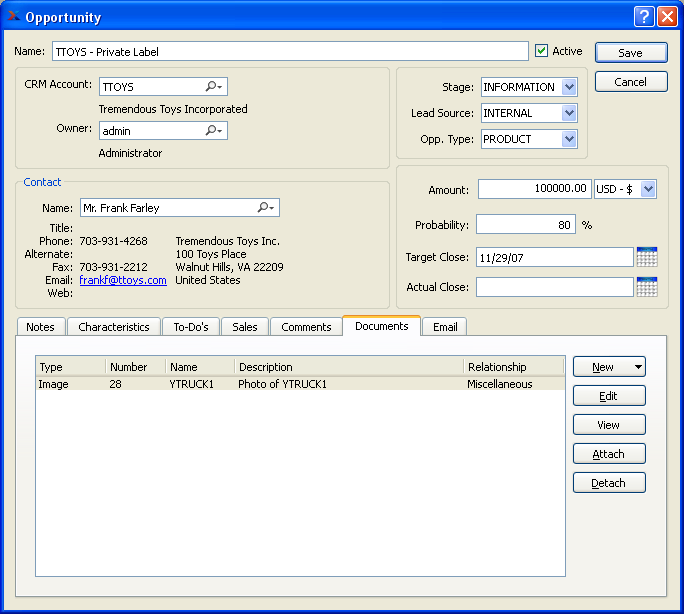 Opportunity
Name: TTOYS - Private Label Active Save
Cancel
CRM Account: TTOYS
Tremendous Toys Incorporated
Owner: admin
Administrator
Stage: INFORMATION
Lead Source: INTERNAL
Opp. Type: PRODUCT
Contact
Name: Mr. Frank Farley
Title:
Phone: 703-931-4268 Tremendous Toys Inc.
Alternate: 100 Toys Place
Fax: 703-931-2212 Walnut Hills, VA 22209
Email: frankf@ttoys.com United States
Web:
Amount: 100000.00 USD - $
Probability: 80 %
Target Close: 11/29/07
Actual Close:
Notes Characteristics To-Do's Sales Comments Documents Email
Type Number Name Description Relationship
Image 28 YTRUCK1 Photo of YTRUCK1 Miscellaneous
New
Edit
View
Attach
Detach